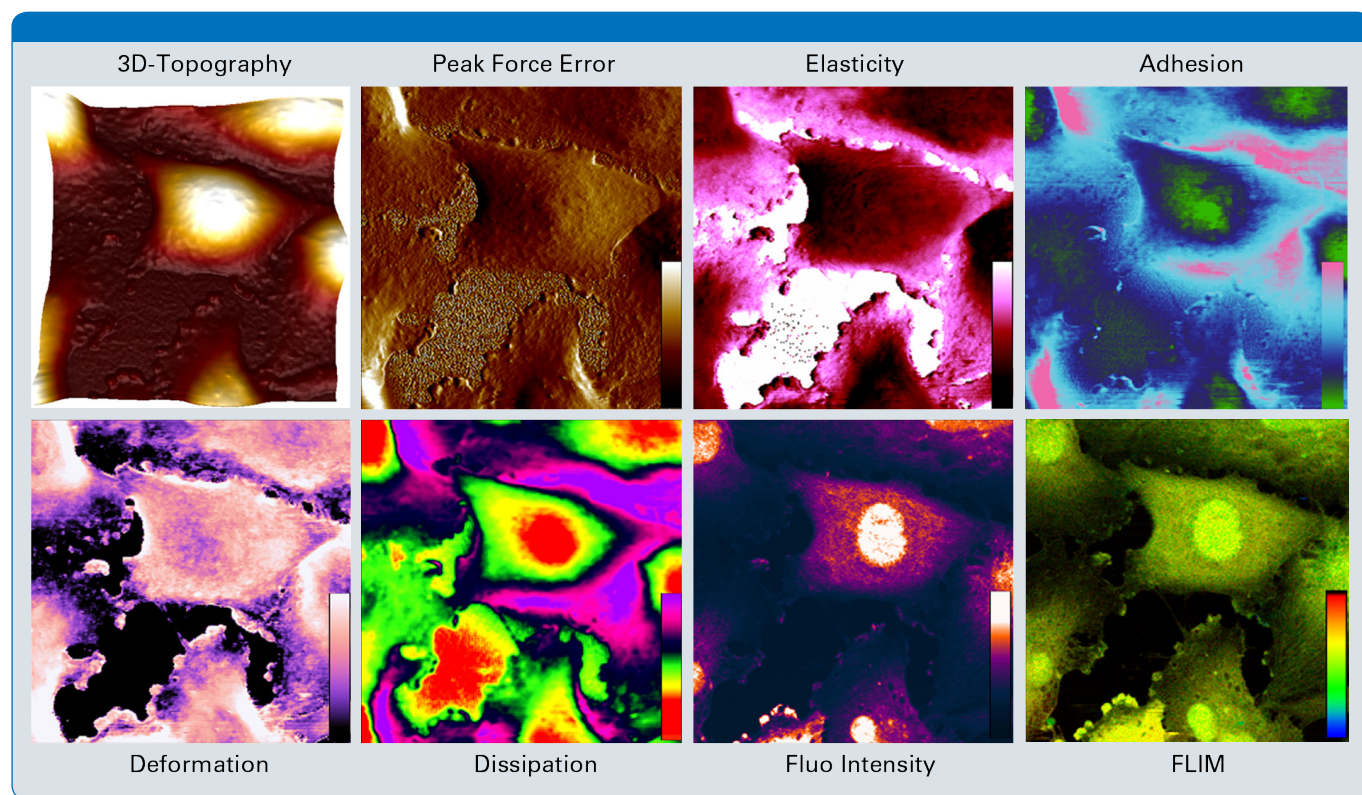 3D-Topography
Peak Force Error
Elasticity
Adhesion
Deformation
Dissipation
Fluo Intensity
FLIM